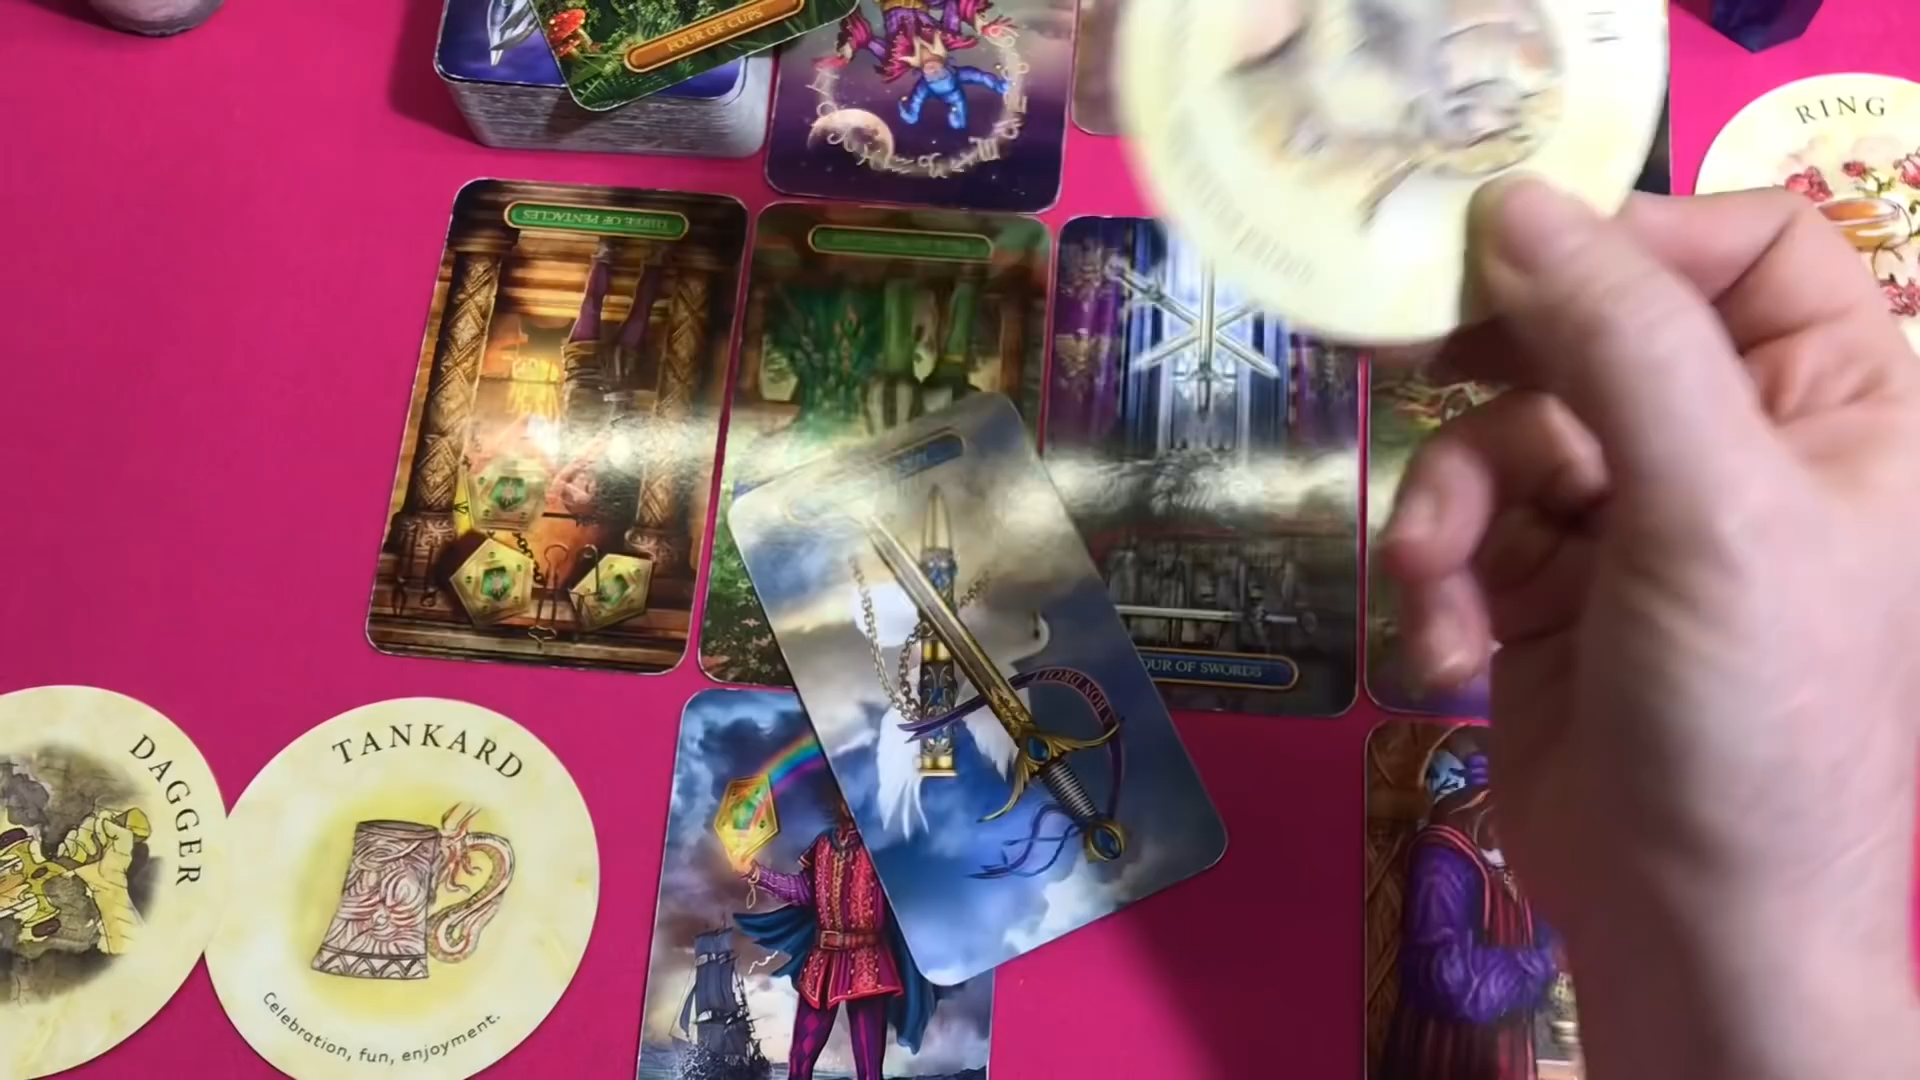 FOUR OF CUPS
RING
THREE OF PENTACLES
FOUR OF SWORDS
DAGGER
TANKARD
Celebration, fun, enjoyment.